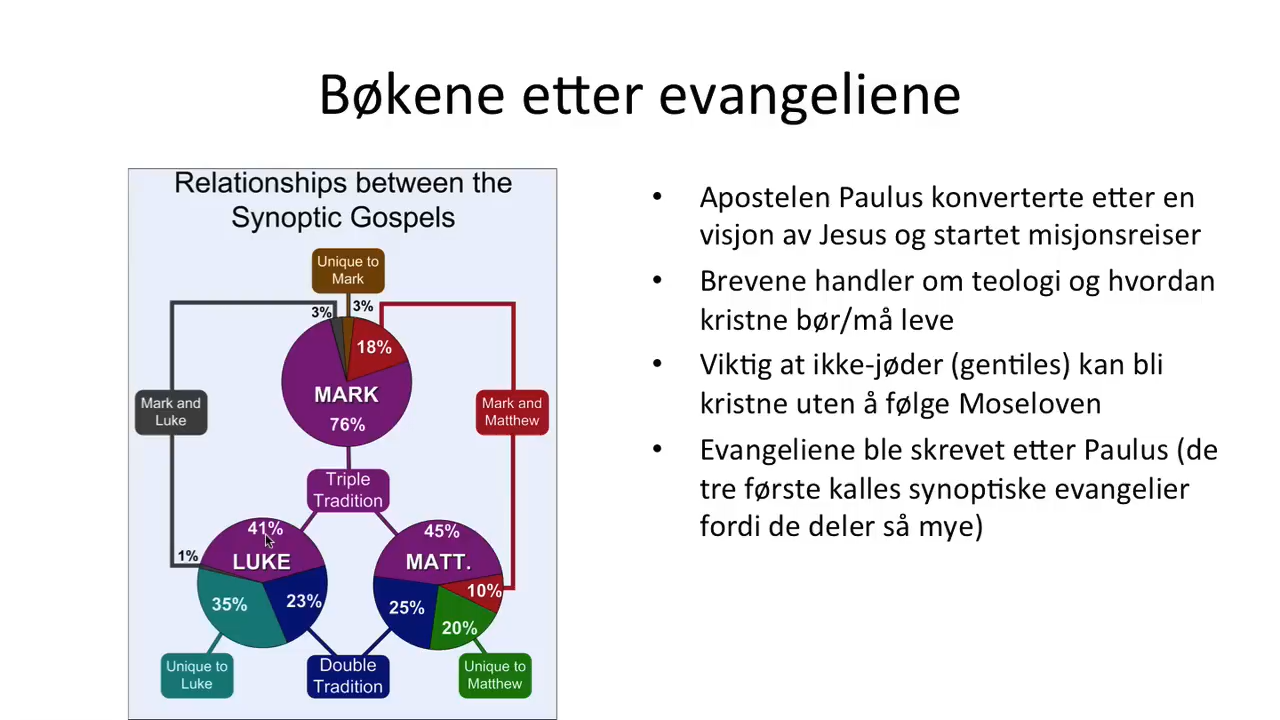 Bøkene etter evangeliene
Relationships between the
Synoptic Gospels
Unique to
Mark
3%
3%
18%
MARK
76%
Mark and
Luke
Mark and
Matthew
Triple
Tradition
41%
1%
LUKE
35%
23%
45%
MATT.
10%
25%
20%
Unique to
Luke
Double
Tradition
Unique to
Matthew
• Apostelen Paulus konverterte etter en
visjon av Jesus og startet misjonsreiser
• Brevene handler om teologi og hvordan
kristne bør/må leve
• Viktig at ikke-jøder (gentiles) kan bli
kristne uten å følge Moseloven
• Evangeliene ble skrevet etter Paulus (de
tre første kalles synoptiske evangelier
fordi de deler så mye)